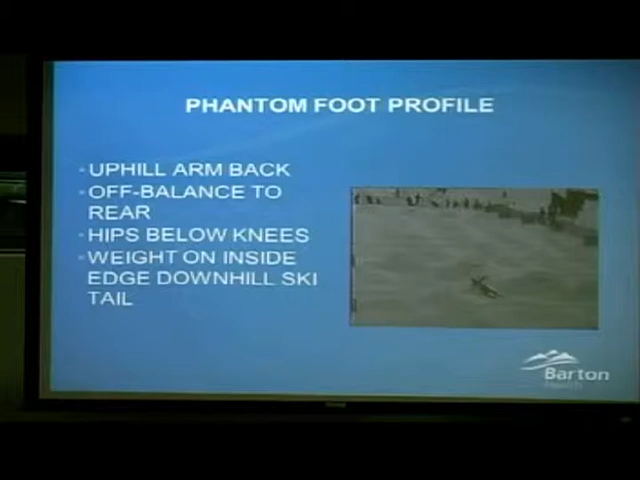 PHANTOM FOOT PROFILE
UPHILL ARM BACK
OFF-BALANCE TO
REAR
HIPS BELOW KNEES
WEIGHT ON INSIDE
EDGE DOWNHILL SKI
TAIL
Barton
Health